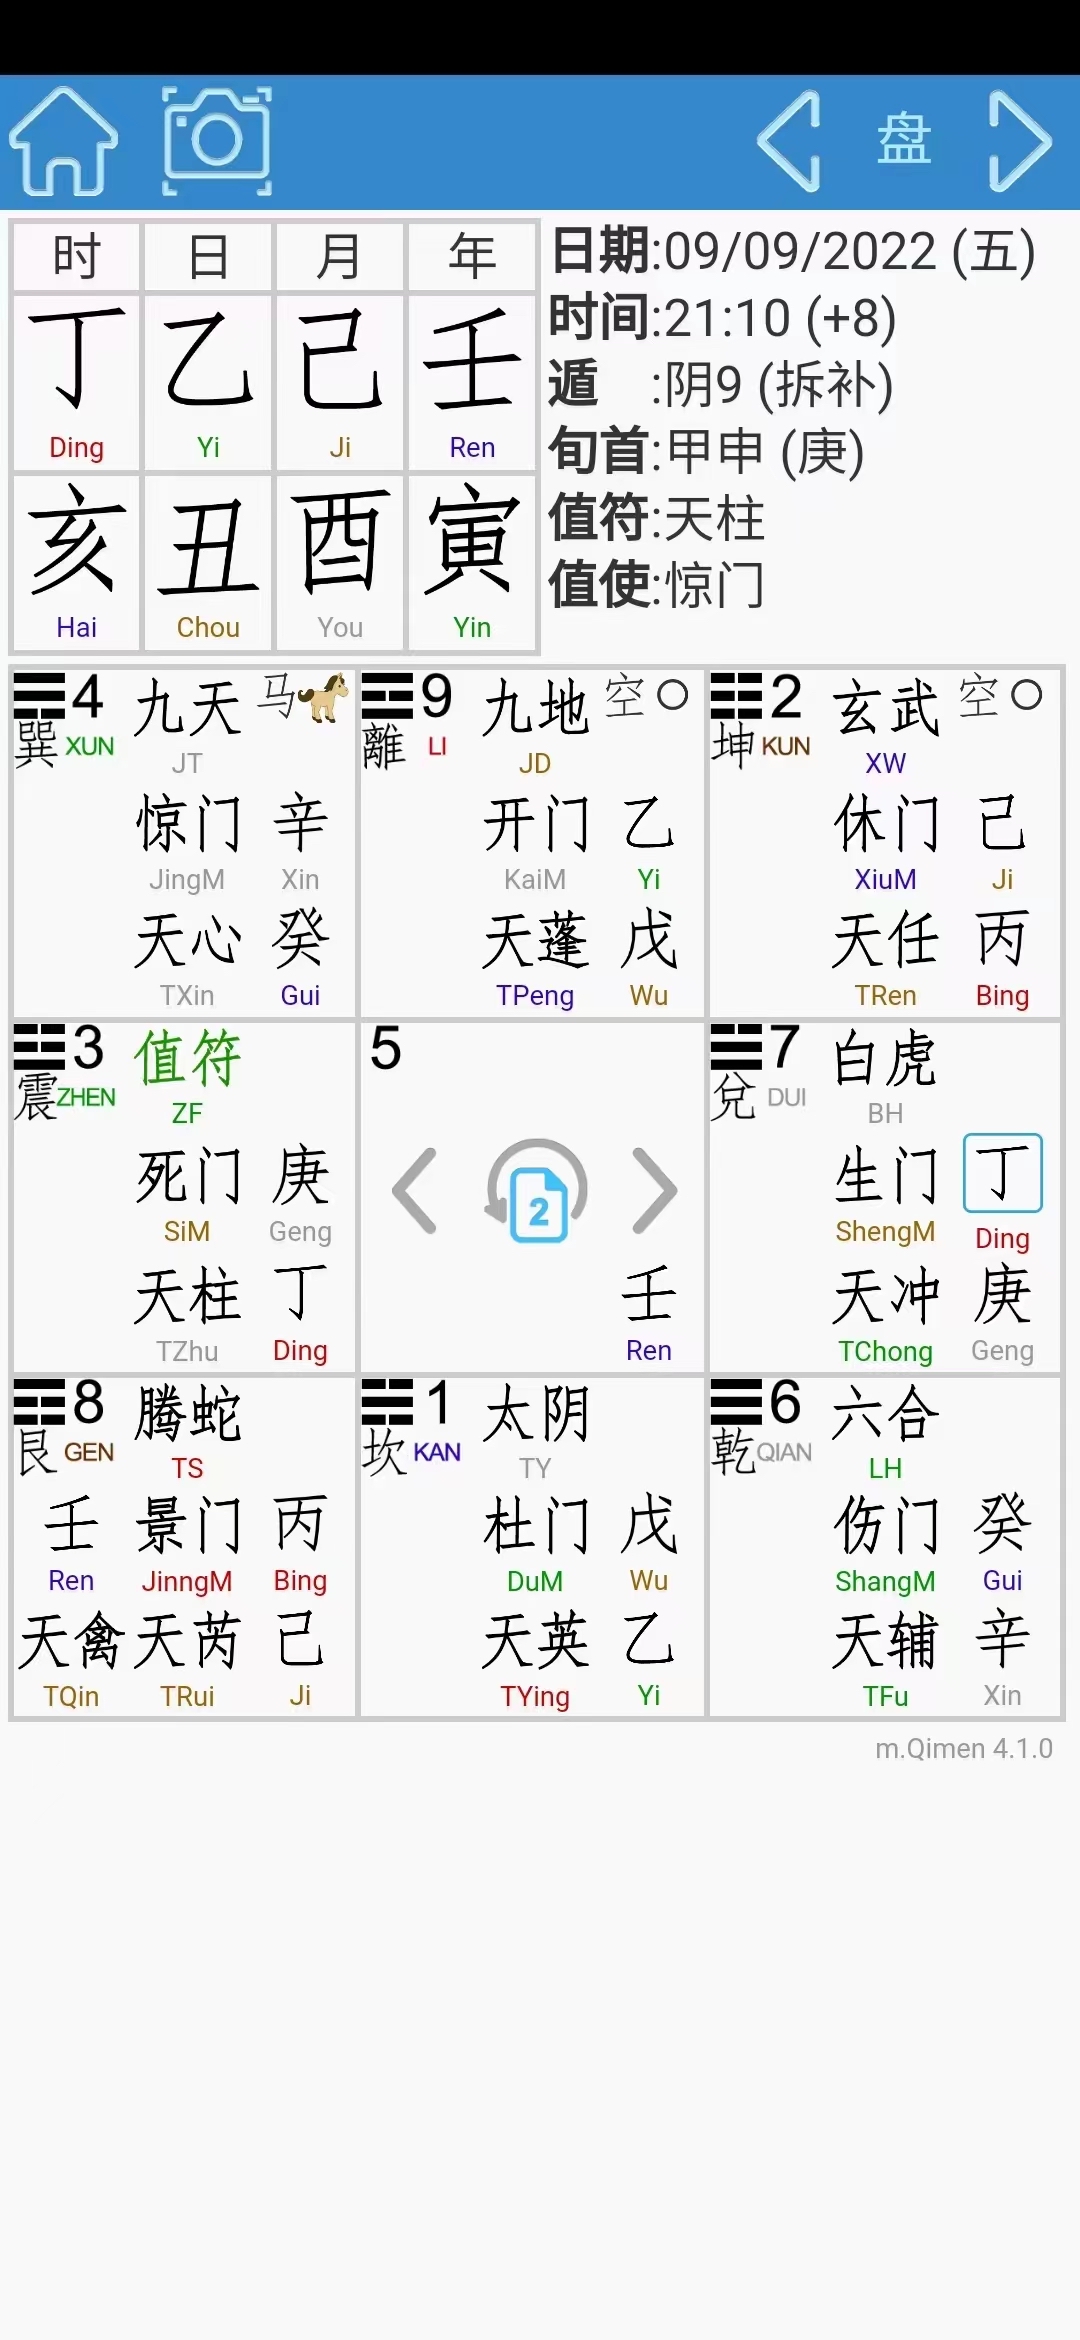 盘
时 日 月 年
丁 乙 己 壬
Ding Yi Ji Ren
亥 丑 酉 寅
Hai Chou You Yin
日期:09/09/2022 (五)
时间:21:10 (+8)
遁 :阴9 (拆补)
旬首:甲申 (庚)
值符:天柱
值使:惊门
4 九天 马
巽 XUN JT
惊门 辛
JingM Xin
天心 癸
TXin Gui
9 九地 空
離 LI JD
开门 乙
KaiM Yi
天蓬 戊
TPeng Wu
2 玄武 空
坤 KUN XW
休门 己
XiuM Ji
天任 丙
TRen Bing
3 值符
震 ZHEN ZF
死门 庚
SiM Geng
天柱 丁
TZhu Ding
5
2
壬
Ren
7 白虎
兌 DUI BH
生门 丁
ShengM Ding
天冲 庚
TChong Geng
8 腾蛇
艮 GEN TS
壬 景门 丙
Ren JinngM Bing
天禽 天芮 己
TQin TRui Ji
1 太阴
坎 KAN TY
杜门 戊
DuM Wu
天英 乙
TYing Yi
6 六合
乾 QIAN LH
伤门 癸
ShangM Gui
天辅 辛
TFu Xin
m.Qimen 4.1.0